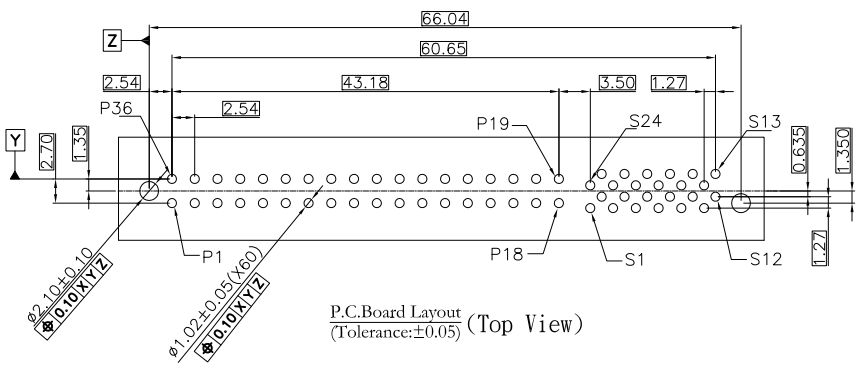 66.04
Z
60.65
2.54 43.18 3.50 1.27
P36 2.54 P19 S24 S13
Y
2.70
1.35
0.635
1.350
P1 P18 S1 S12
1.27
⌀2.10±0.10
⌖ 0.10 X Y Z
⌀1.02±0.05(X60)
⌖ 0.10 X Y Z
P.C.Board Layout
(Tolerance:±0.05) (Top View)